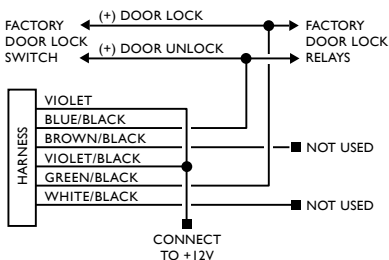 FACTORY
DOOR LOCK
SWITCH
(+) DOOR LOCK
(+) DOOR UNLOCK
FACTORY
DOOR LOCK
RELAYS
HARNESS
VIOLET
BLUE/BLACK
BROWN/BLACK
VIOLET/BLACK
GREEN/BLACK
WHITE/BLACK
NOT USED
NOT USED
CONNECT
TO +12V